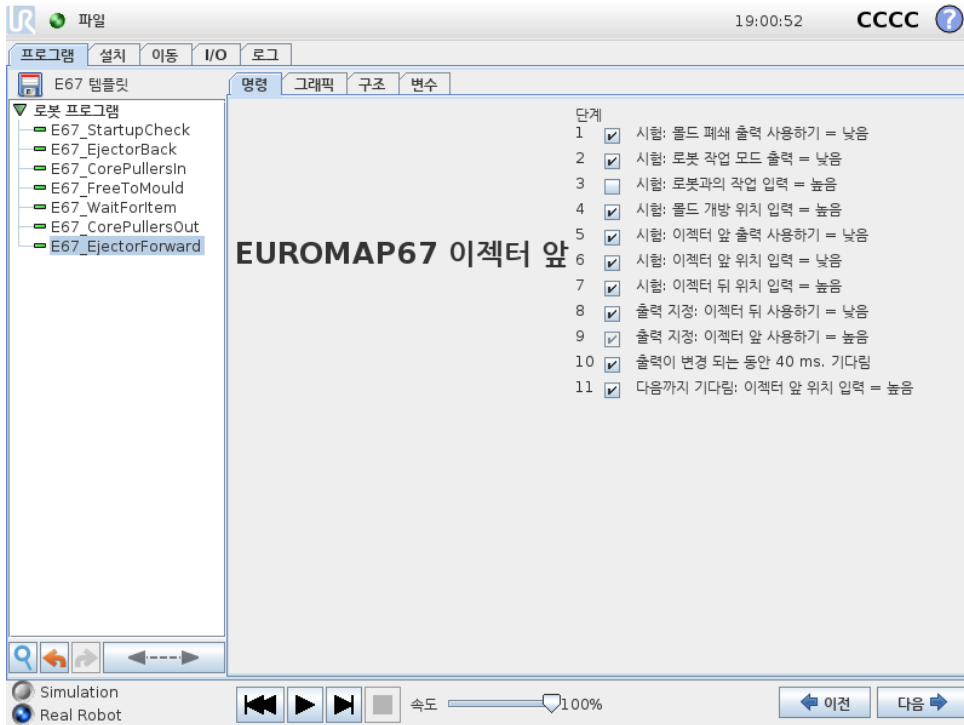 UR 파일 19:00:52 CCCC ?
프로그램 설치 이동 I/O 로그
E67 템플릿
명령 그래픽 구조 변수
로봇 프로그램
E67_StartupCheck
E67_EjectorBack
E67_CorePullersIn
E67_FreeToMould
E67_WaitForItem
E67_CorePullersOut
E67_EjectorForward
EUROMAP67 이젝터 앞
단계
1 시험: 몰드 폐쇄 출력 사용하기 = 낮음
2 시험: 로봇 작업 모드 출력 = 낮음
3 시험: 로봇과의 작업 입력 = 높음
4 시험: 몰드 개방 위치 입력 = 높음
5 시험: 이젝터 앞 출력 사용하기 = 낮음
6 시험: 이젝터 앞 위치 입력 = 낮음
7 시험: 이젝터 뒤 위치 입력 = 높음
8 출력 지정: 이젝터 뒤 사용하기 = 낮음
9 출력 지정: 이젝터 앞 사용하기 = 높음
10 출력이 변경 되는 동안 40 ms. 기다림
11 다음까지 기다림: 이젝터 앞 위치 입력 = 높음
Simulation
Real Robot
속도 100%
이전 다음